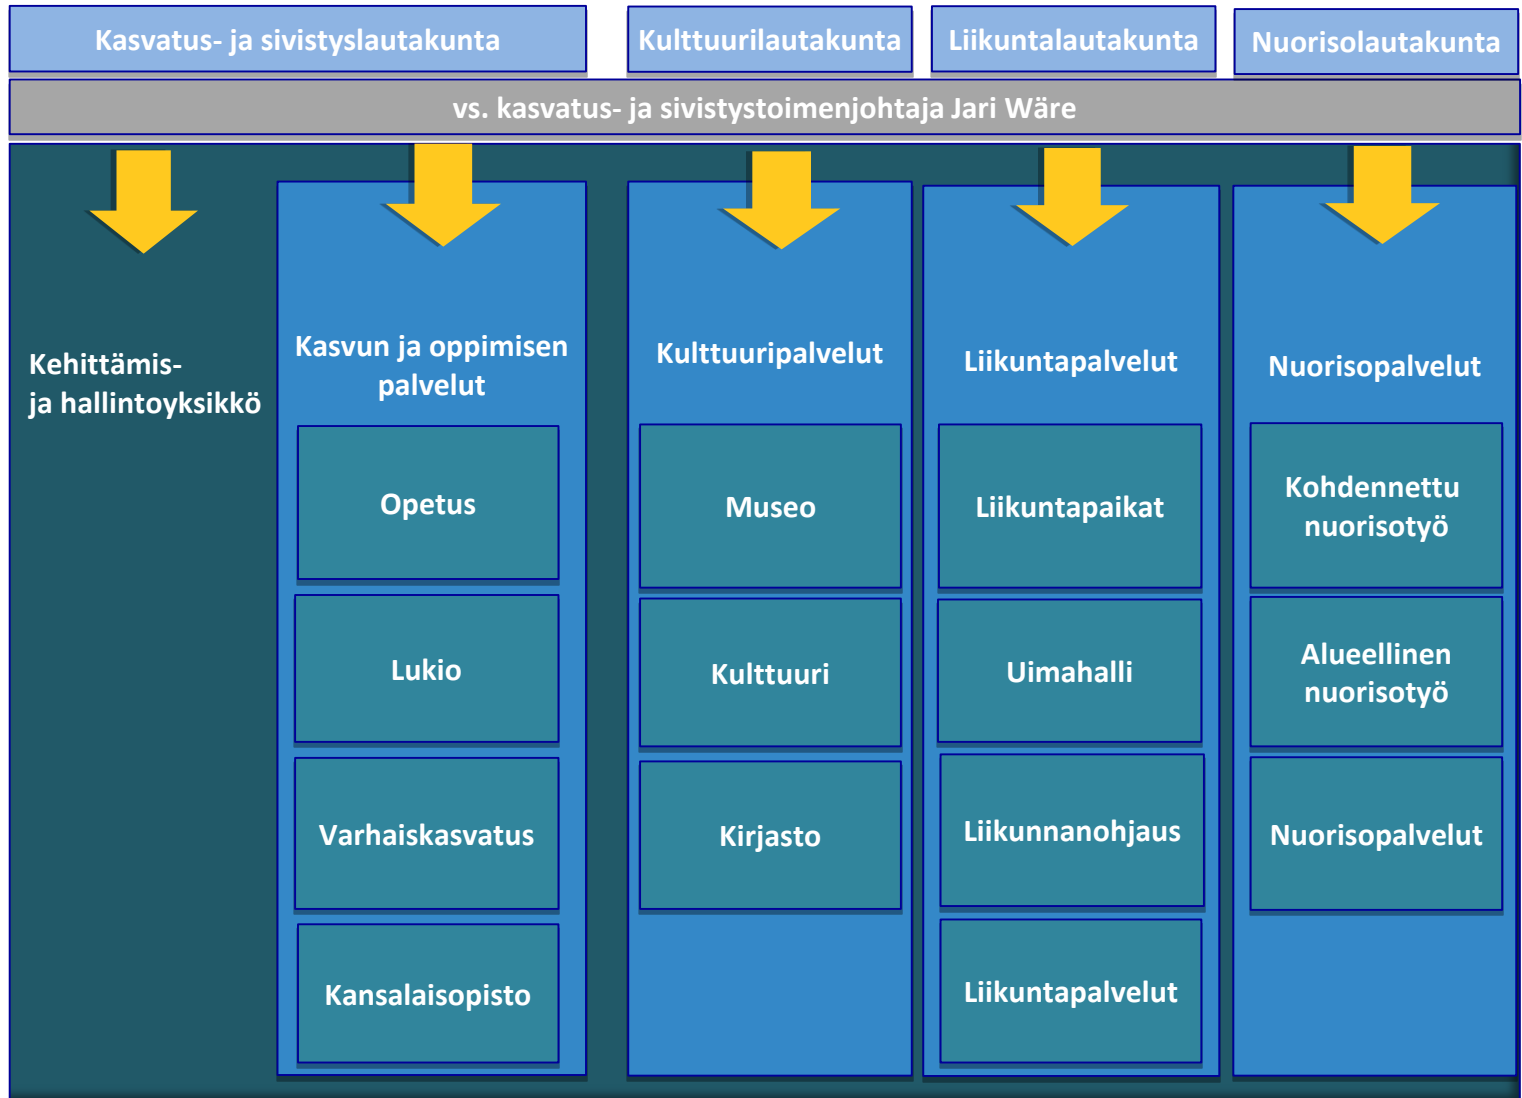 Kasvatus- ja sivistyslautakunta
Kulttuurilautakunta
Liikuntalautakunta
Nuorisolautakunta
vs. kasvatus- ja sivistystoimenjohtaja Jari Wäre
Kehittämis-
ja hallintoyksikkö
Kasvun ja oppimisen
palvelut
Opetus
Lukio
Varhaiskasvatus
Kansalaisopisto
Kulttuuripalvelut
Museo
Kulttuuri
Kirjasto
Liikuntapalvelut
Liikuntapaikat
Uimahalli
Liikunnanohjaus
Liikuntapalvelut
Nuorisopalvelut
Kohdennettu
nuorisotyö
Alueellinen
nuorisotyö
Nuorisopalvelut